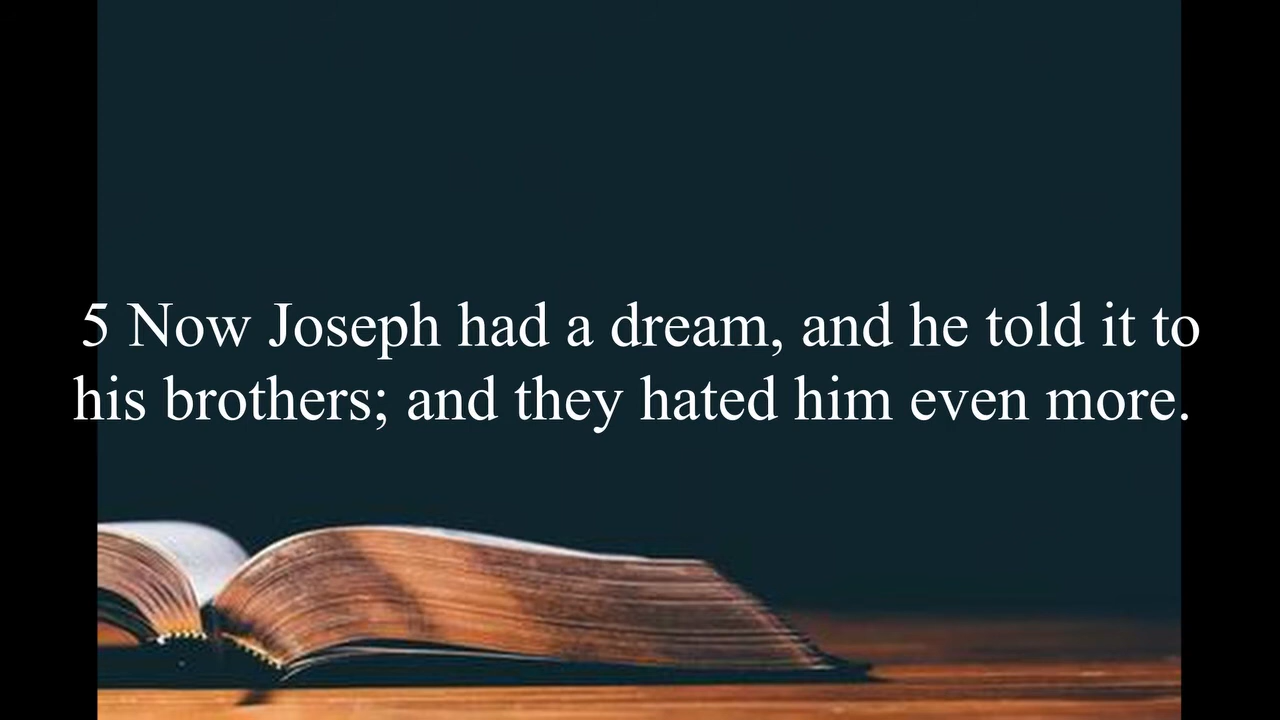 5 Now Joseph had a dream, and he told it to
his brothers; and they hated him even more.